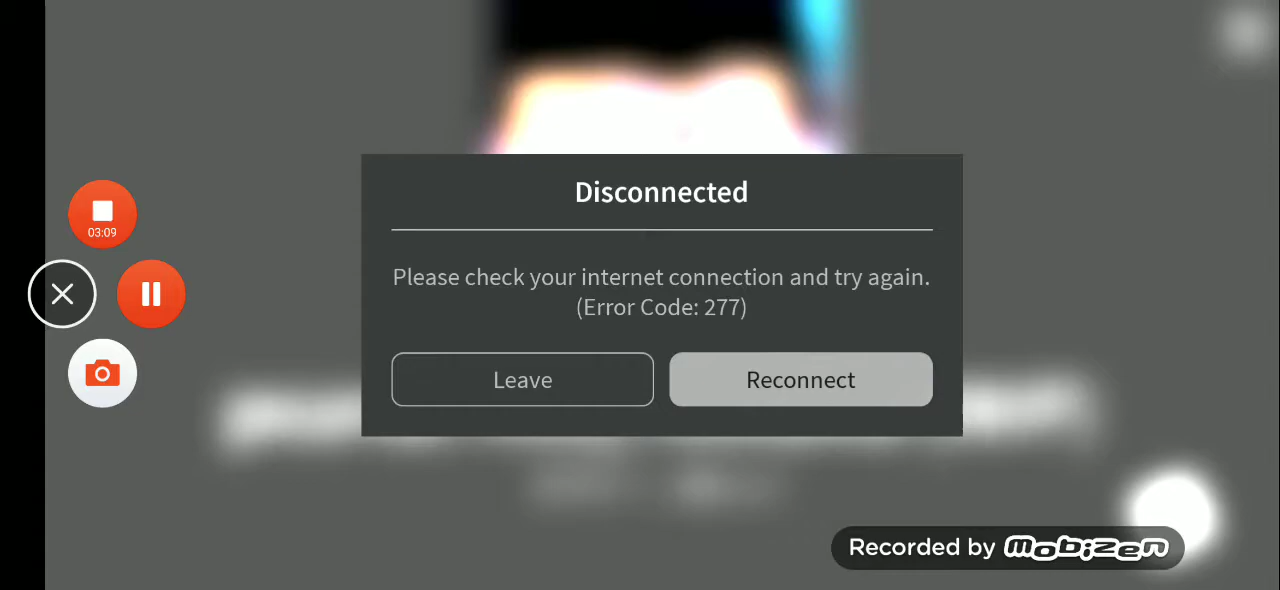 Disconnected
03:09
Please check your internet connection and try again.
(Error Code: 277)
Leave
Reconnect
Recorded by mobizen